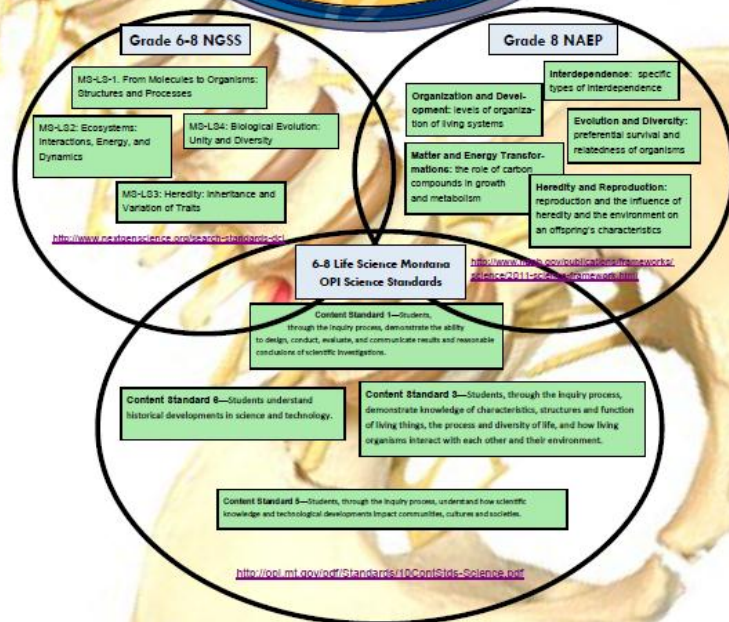 Grade 6-8 NGSS
MS-LS-1. From Molecules to Organisms:
Structures and Processes
MS-LS2: Ecosystems:
Interactions, Energy, and
Dynamics
MS-LS4: Biological Evolution:
Unity and Diversity
MS-LS3: Heredity: Inheritance and
Variation of Traits
http://www.nextgenscience.org/search-standards-dci
Grade 8 NAEP
Interdependence: specific
types of interdependence
Organization and Devel-
opment: levels of organiza-
tion of living systems
Evolution and Diversity:
preferential survival and
relatedness of organisms
Matter and Energy Transfor-
mations: the role of carbon
compounds in growth
and metabolism
Heredity and Reproduction:
reproduction and the influence of
heredity and the environment on
an offspring's characteristics
http://www.nagb.gov/publications/frameworks/
science/2011-science-framework.html
6-8 Life Science Montana
OPI Science Standards
Content Standard 1—Students,
through the inquiry process, demonstrate the ability
to design, conduct, evaluate, and communicate results and reasonable
conclusions of scientific investigations.
Content Standard 6—Students understand
historical developments in science and technology.
Content Standard 3—Students, through the inquiry process,
demonstrate knowledge of characteristics, structures and function
of living things, the process and diversity of life, and how living
organisms interact with each other and their environment.
Content Standard 5—Students, through the inquiry process, understand how scientific
knowledge and technological developments impact communities, cultures and societies.
http://opi.mt.gov/pdf/Standards/10ContStds-Science.pdf